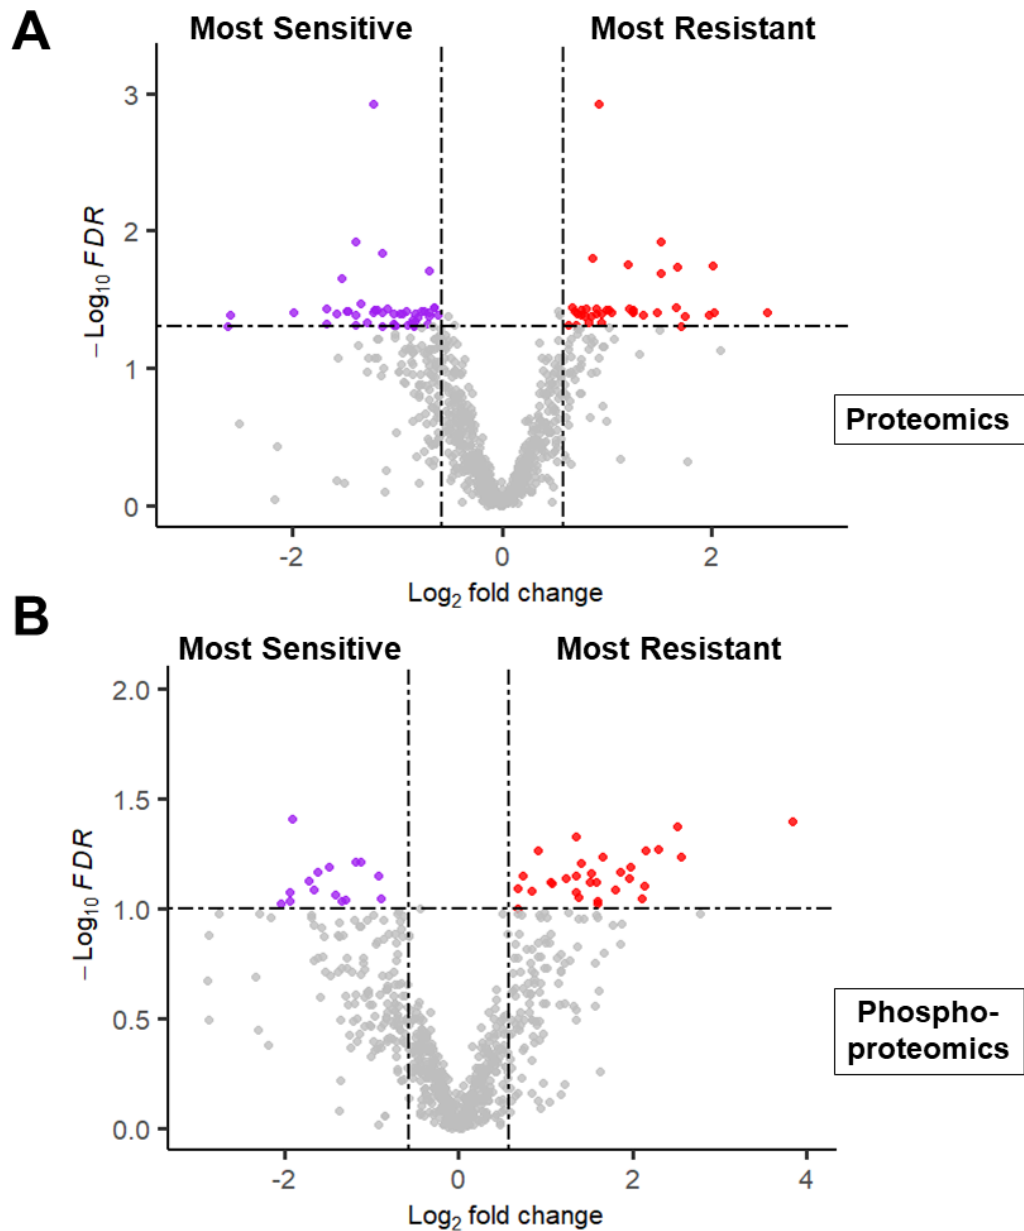 A
Most Sensitive
Most Resistant
3
2
1
0
− Log10 FDR
-2
0
2
Log2 fold change
Proteomics
B
Most Sensitive
Most Resistant
2.0
1.5
1.0
0.5
0.0
− Log10 FDR
-2
0
2
4
Log2 fold change
Phospho-
proteomics